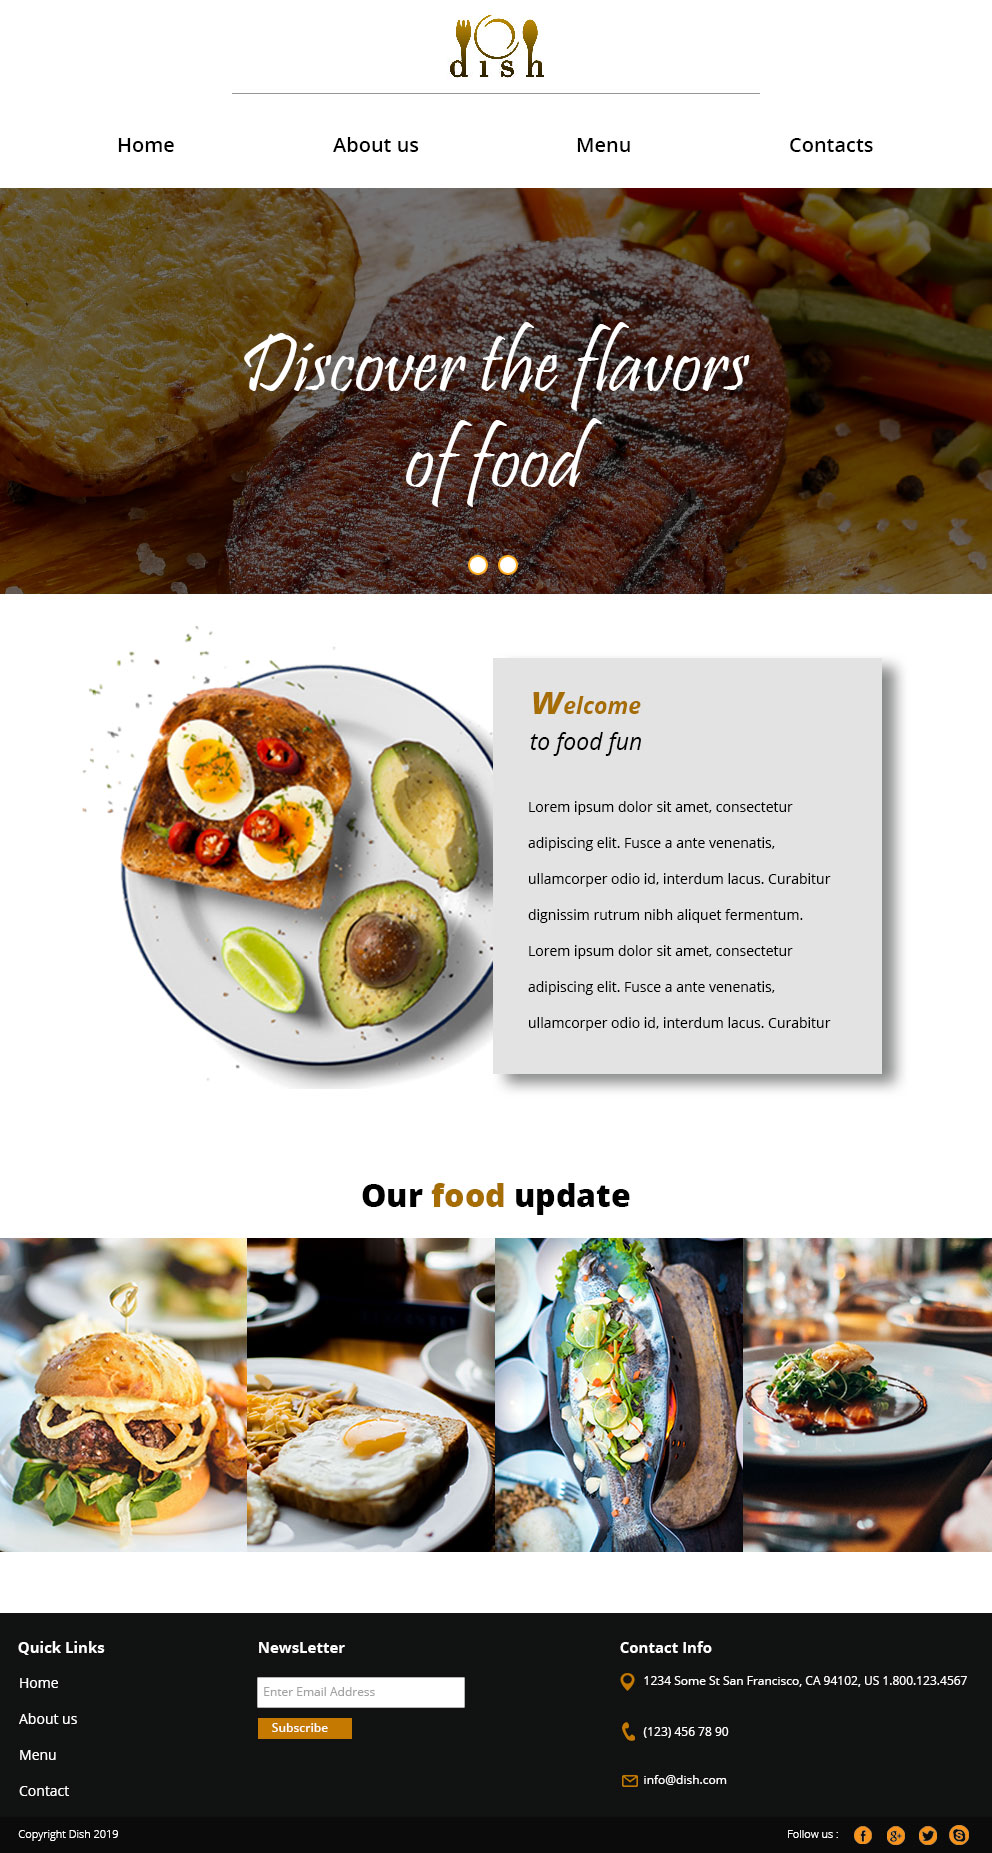 dish
Home
About us
Menu
Contacts
Discover the flavors
of food
Welcome
to food fun
Lorem ipsum dolor sit amet, consectetur
adipiscing elit. Fusce a ante venenatis,
ullamcorper odio id, interdum lacus. Curabitur
dignissim rutrum nibh aliquet fermentum.
Lorem ipsum dolor sit amet, consectetur
adipiscing elit. Fusce a ante venenatis,
ullamcorper odio id, interdum lacus. Curabitur
Our food update
Quick Links
Home
About us
Menu
Contact
NewsLetter
Enter Email Address
Subscribe
Contact Info
1234 Some St San Francisco, CA 94102, US 1.800.123.4567
(123) 456 78 90
info@dish.com
Copyright Dish 2019
Follow us :